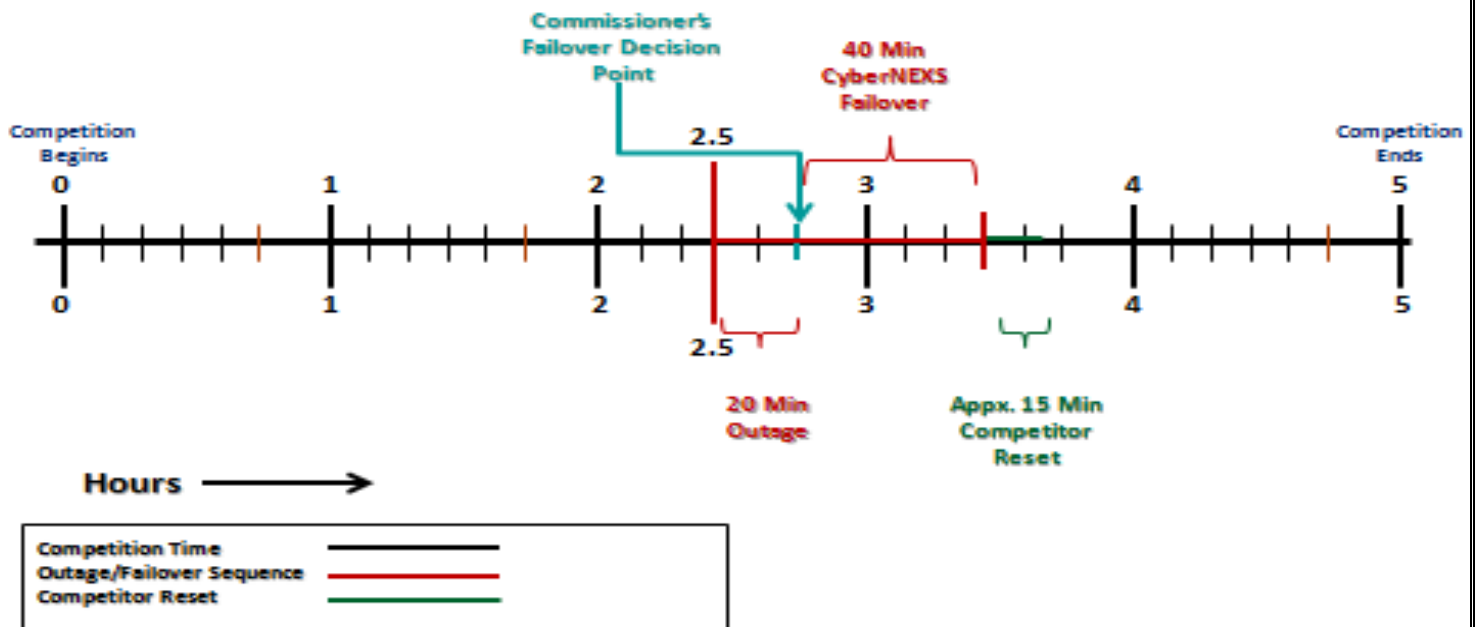 Commissioner's
Failover Decision
Point
40 Min
CyberNEXS
Failover
Competition
Begins
2.5
Competition
Ends
0
1
2
3
4
5
0
1
2
3
4
5
2.5
20 Min
Outage
Appx. 15 Min
Competitor
Reset
Hours
Competition Time
Outage/Failover Sequence
Competitor Reset